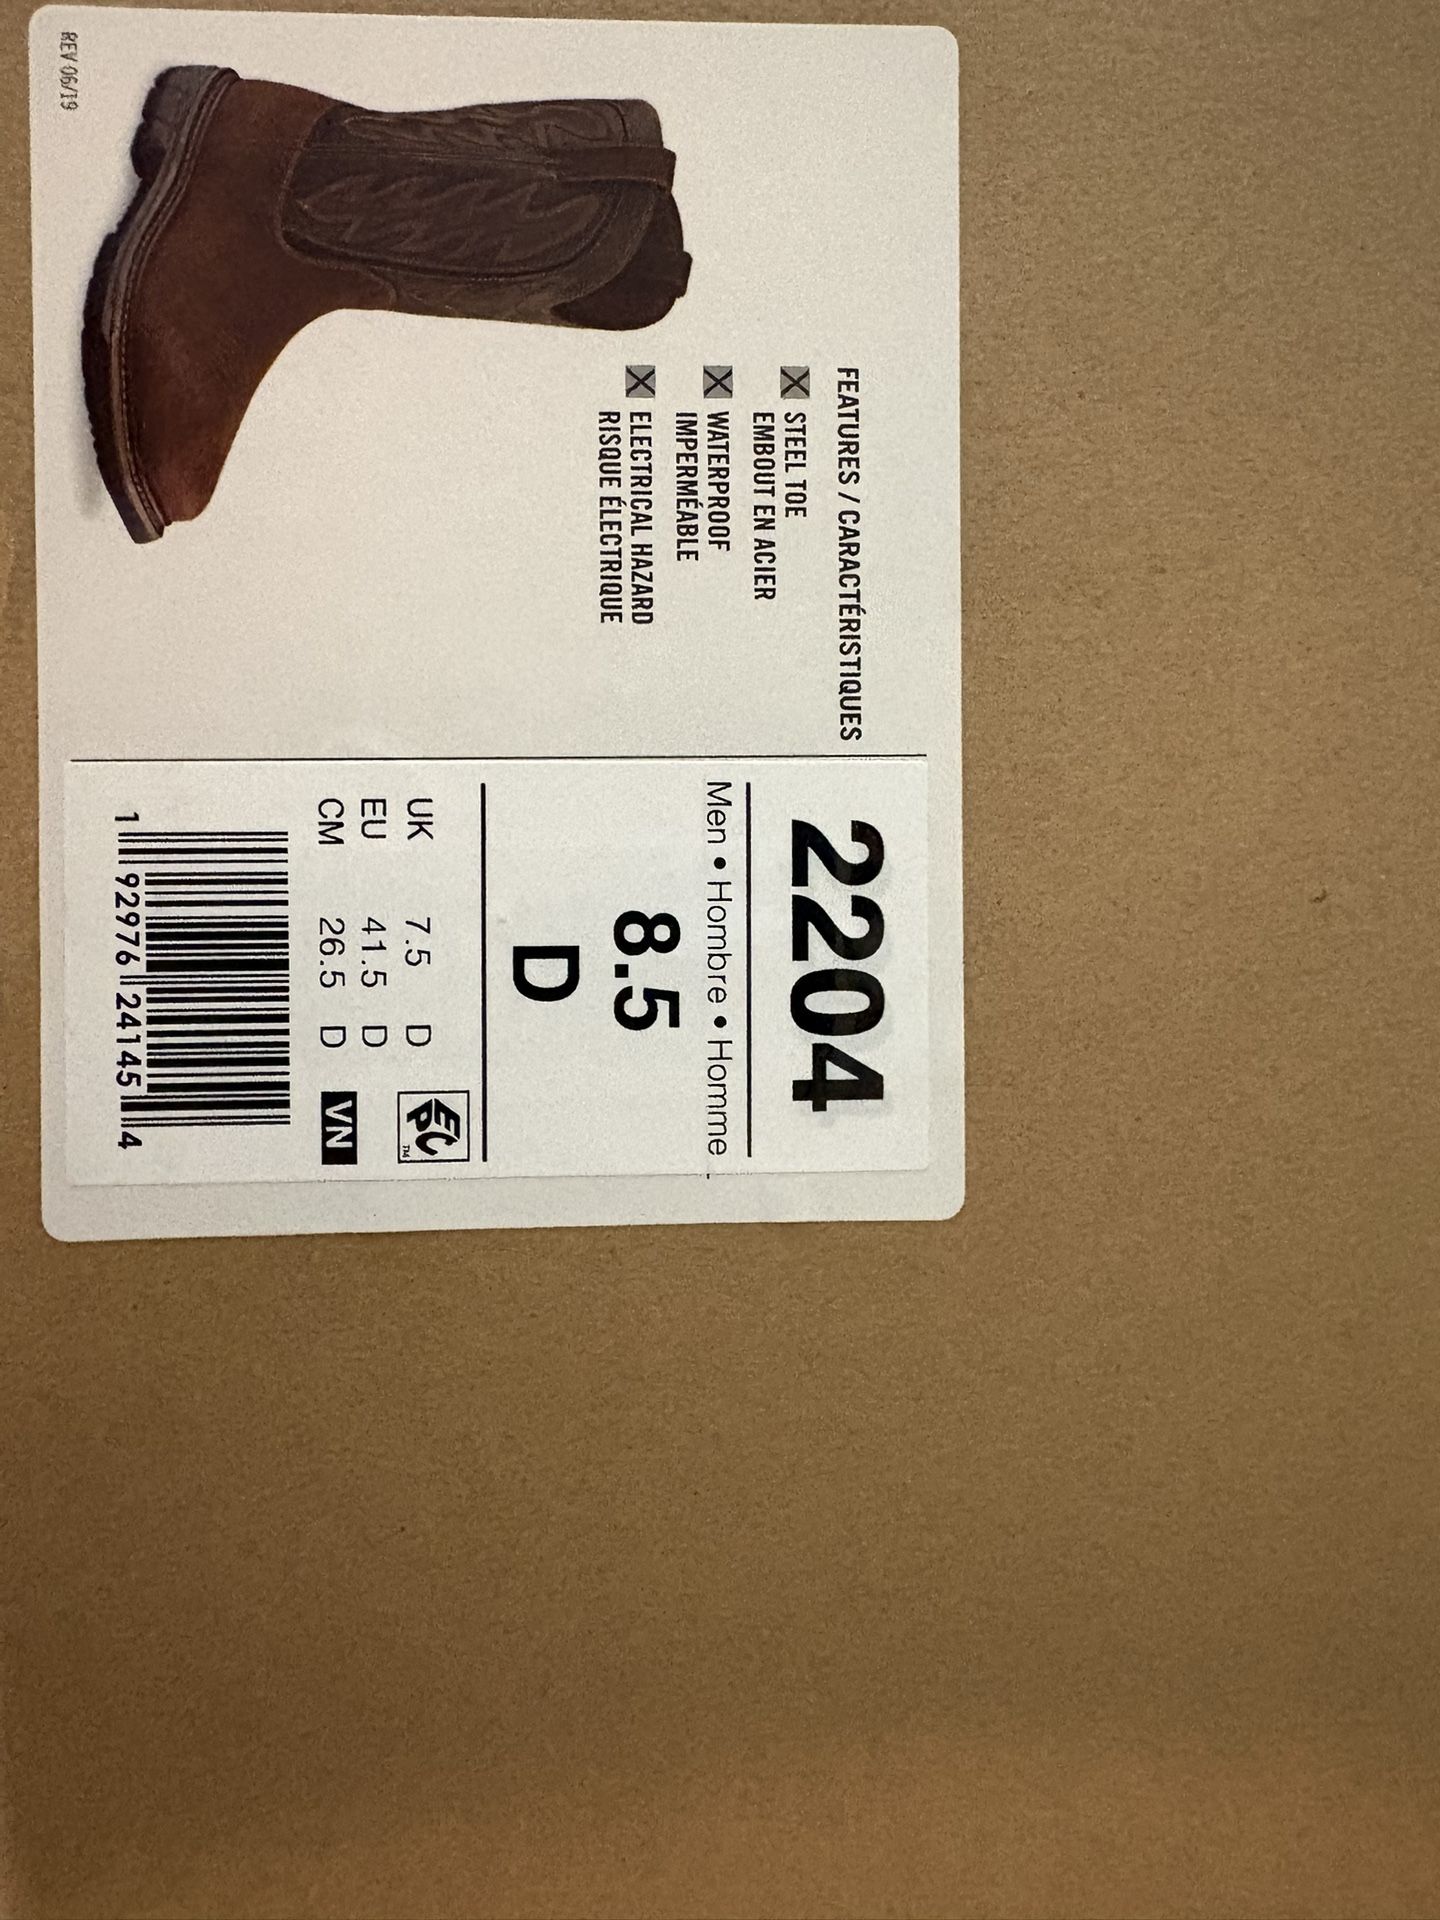 REV 06/19
FEATURES / CARACTÉRISTIQUES
STEEL TOE
EMBOUT EN ACIER
WATERPROOF
IMPERMÉABLE
ELECTRICAL HAZARD
RISQUE ÉLECTRIQUE
2204
Men • Hombre • Homme
8.5
D
UK 7.5 D
EU 41.5 D
CM 26.5 D
ECP™
VN
1 92976 24145 4